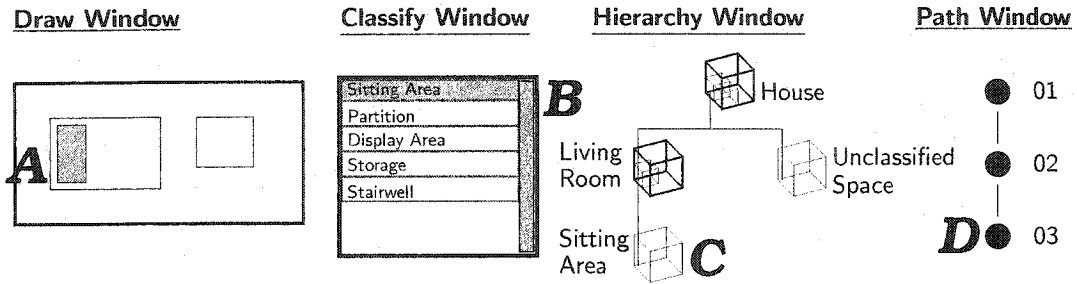 Draw Window
Classify Window
Hierarchy Window
Path Window
A
Sitting Area
Partition
Display Area
Storage
Stairwell
B
House
Living
Room
Unclassified
Space
Sitting
Area
C
01
02
D
03